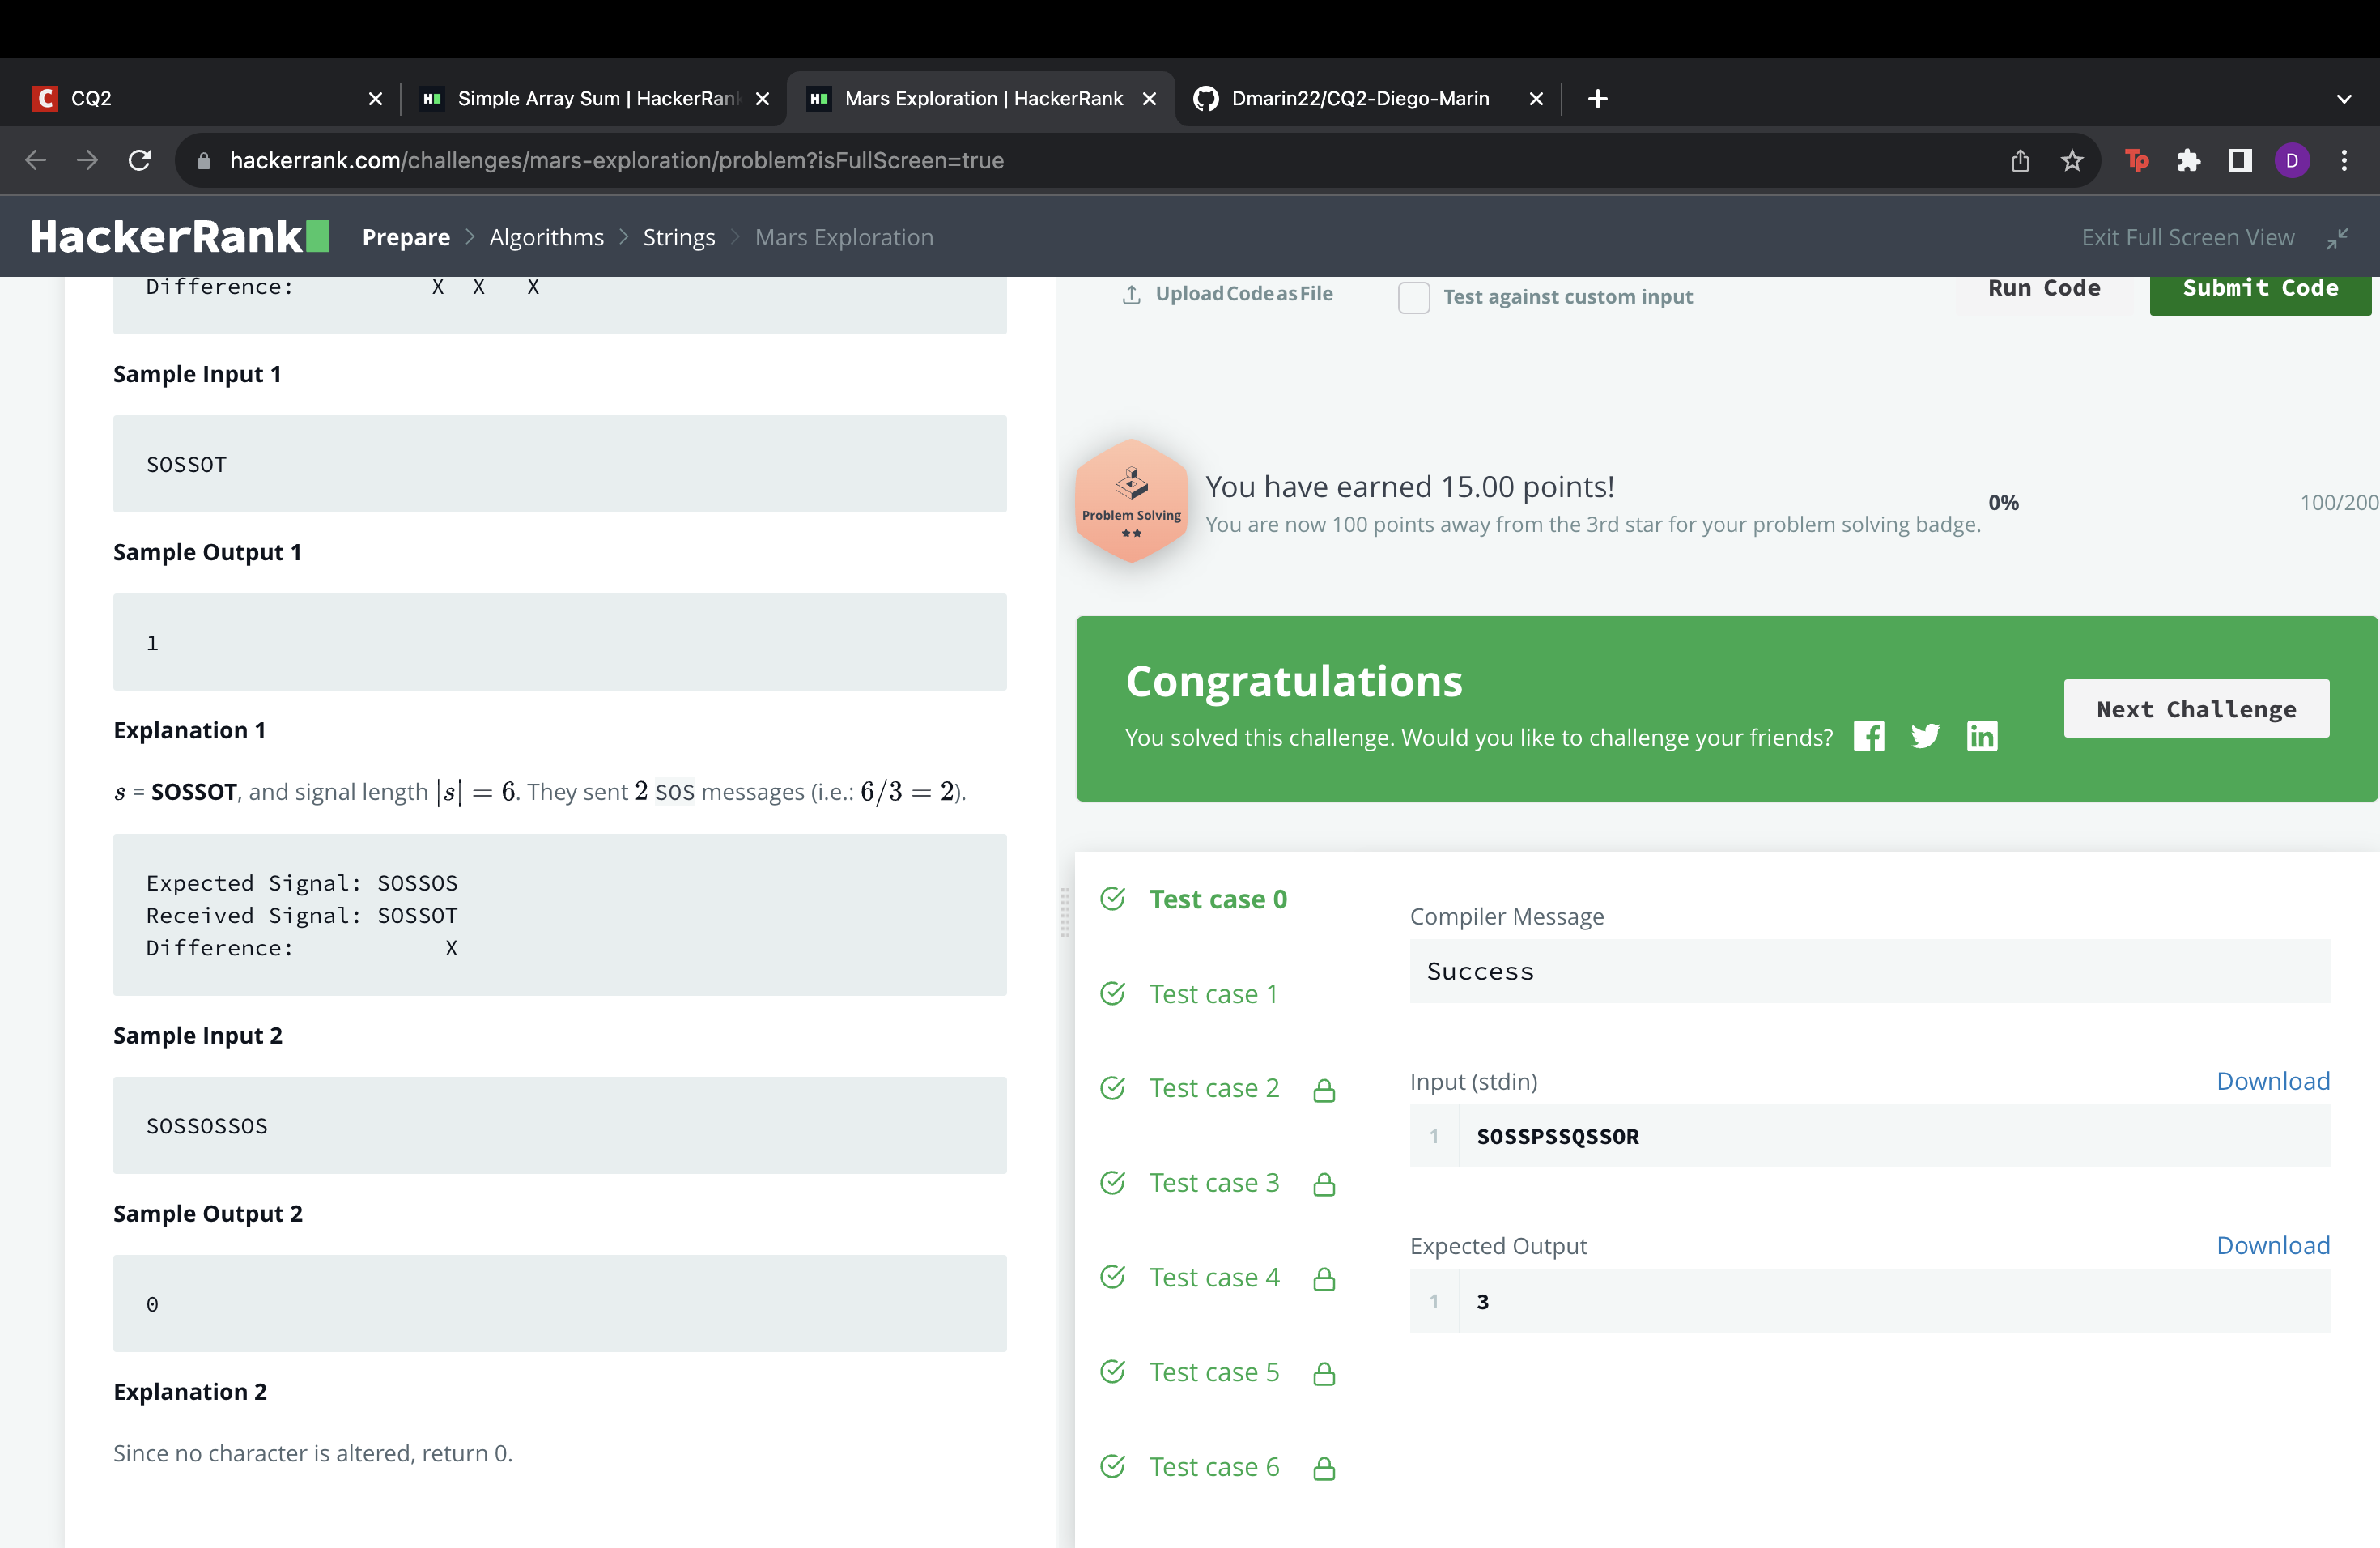 CQ2
Simple Array Sum | HackerRank
Mars Exploration | HackerRank
Dmarin22/CQ2-Diego-Marin
hackerrank.com/challenges/mars-exploration/problem?isFullScreen=true
Tp
D
HackerRank
Prepare > Algorithms > Strings > Mars Exploration
Exit Full Screen View
Difference: X X X
Sample Input 1
SOSSOT
Sample Output 1
1
Explanation 1
s = SOSSOT, and signal length |s| = 6. They sent 2 SOS messages (i.e.: 6/3 = 2).
Expected Signal: SOSSOS
Received Signal: SOSSOT
Difference: X
Sample Input 2
SOSSOSSOS
Sample Output 2
0
Explanation 2
Since no character is altered, return 0.
Upload Code as File
Test against custom input
Run Code
Submit Code
Problem Solving
You have earned 15.00 points!
You are now 100 points away from the 3rd star for your problem solving badge.
0%
100/200
Congratulations
You solved this challenge. Would you like to challenge your friends?
Next Challenge
Test case 0
Test case 1
Test case 2
Test case 3
Test case 4
Test case 5
Test case 6
Compiler Message
Success
Input (stdin)
Download
1 SOSSPSSQSSOR
Expected Output
Download
1 3